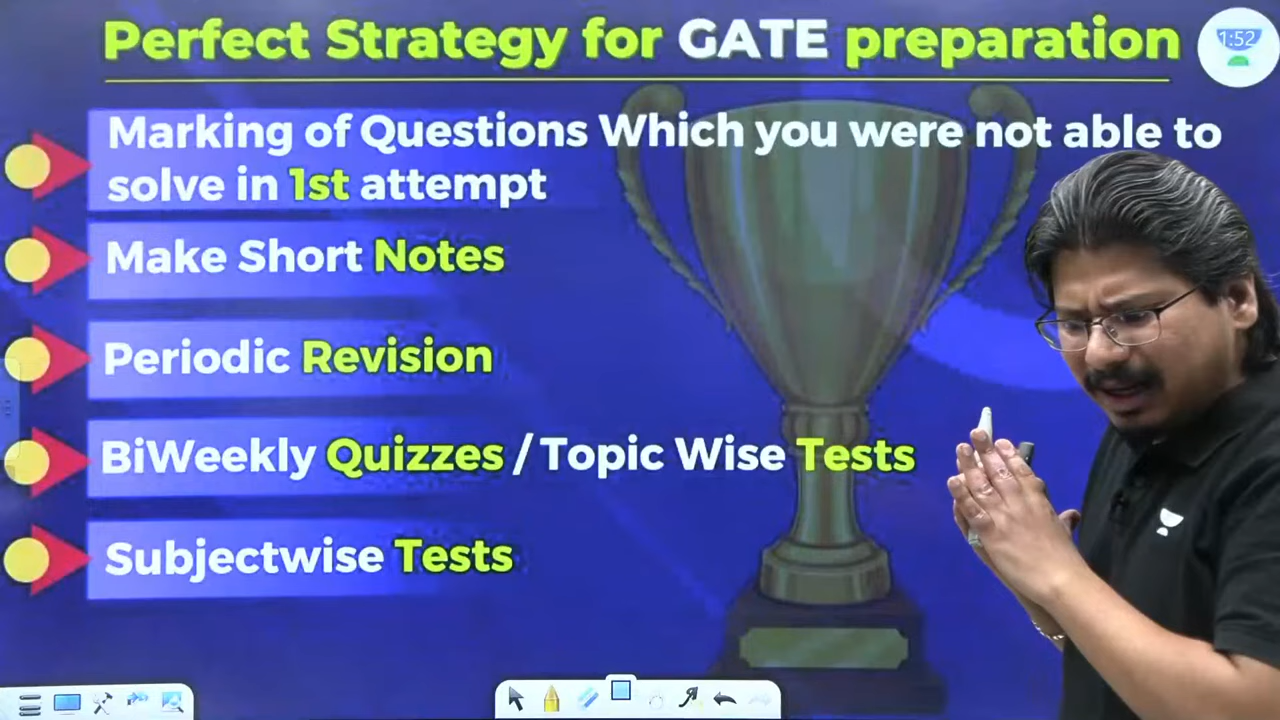 Perfect Strategy for GATE preparation
1:52
Marking of Questions Which you were not able to
solve in 1st attempt
Make Short Notes
Periodic Revision
BiWeekly Quizzes / Topic Wise Tests
Subjectwise Tests